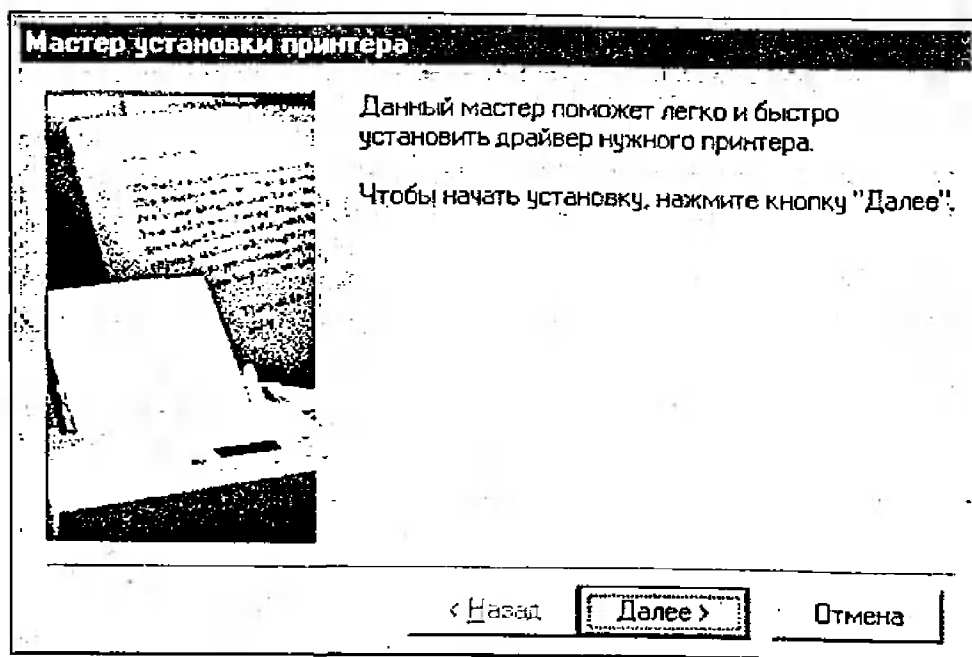 Мастер установки принтера
Данный мастер поможет легко и быстро
установить драйвер нужного принтера.
Чтобы начать установку, нажмите кнопку "Далее".
< Назад
Далее >
Отмена